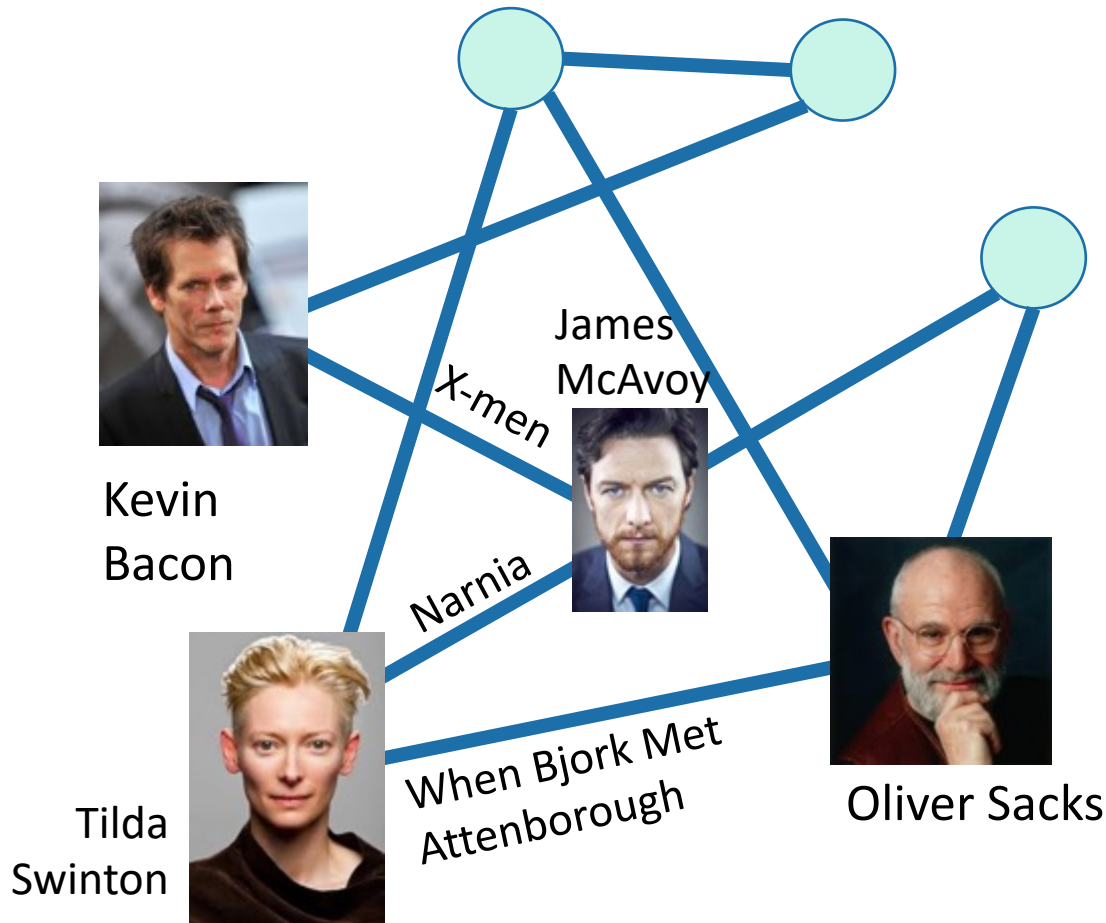 James
McAvoy
X-men
Kevin
Bacon
Narnia
When Bjork Met
Attenborough
Oliver Sacks
Tilda
Swinton